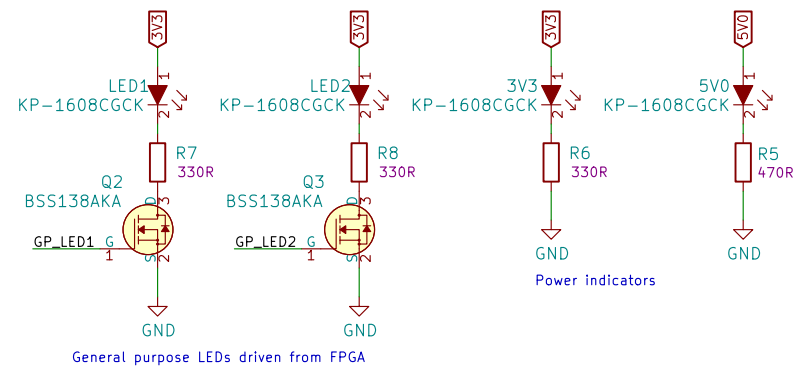 3V3
3V3
3V3
5V0
LED1
KP-1608CGCK
1
2
LED2
KP-1608CGCK
1
2
3V3
KP-1608CGCK
1
2
5V0
KP-1608CGCK
1
2
R7
330R
R8
330R
R6
330R
R5
470R
Q2
BSS138AKA
D
3
GP_LED1
G
1
S
2
Q3
BSS138AKA
D
3
GP_LED2
G
1
S
2
GND
GND
GND
GND
Power indicators
General purpose LEDs driven from FPGA